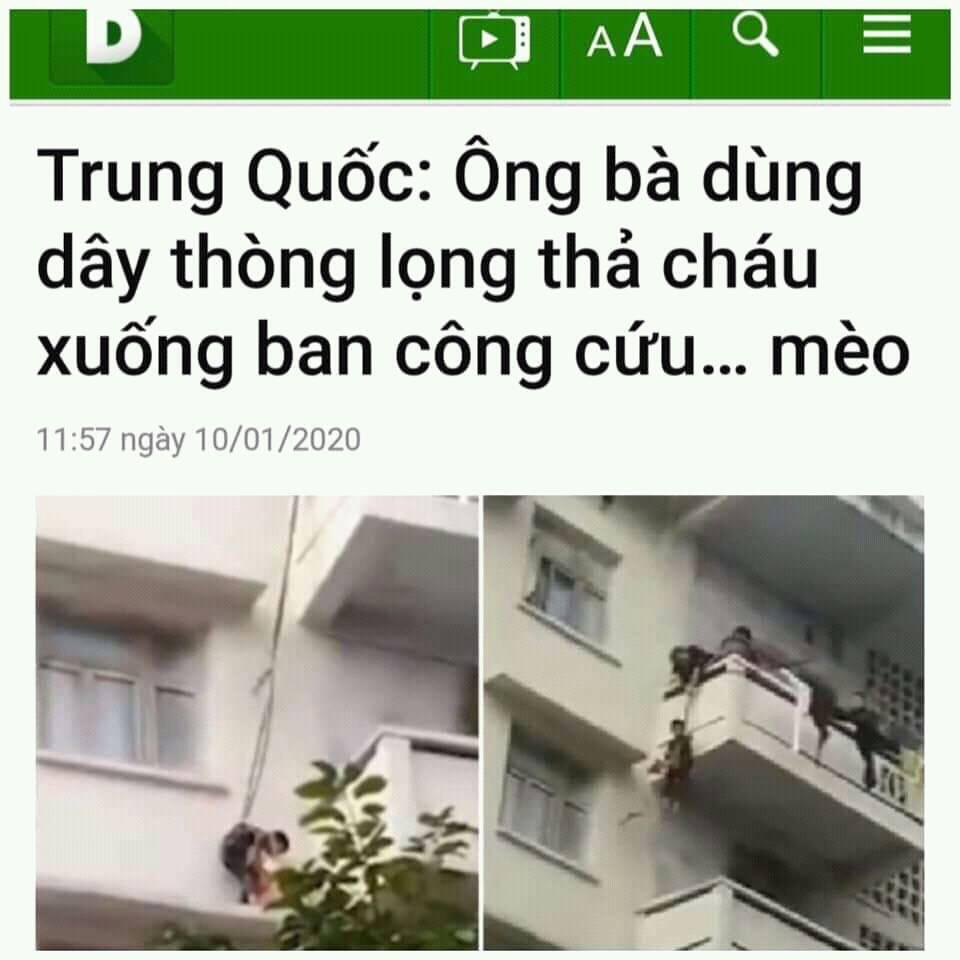 D
AA
Trung Quốc: Ông bà dùng
dây thòng lọng thả cháu
xuống ban công cứu... mèo
11:57 ngày 10/01/2020